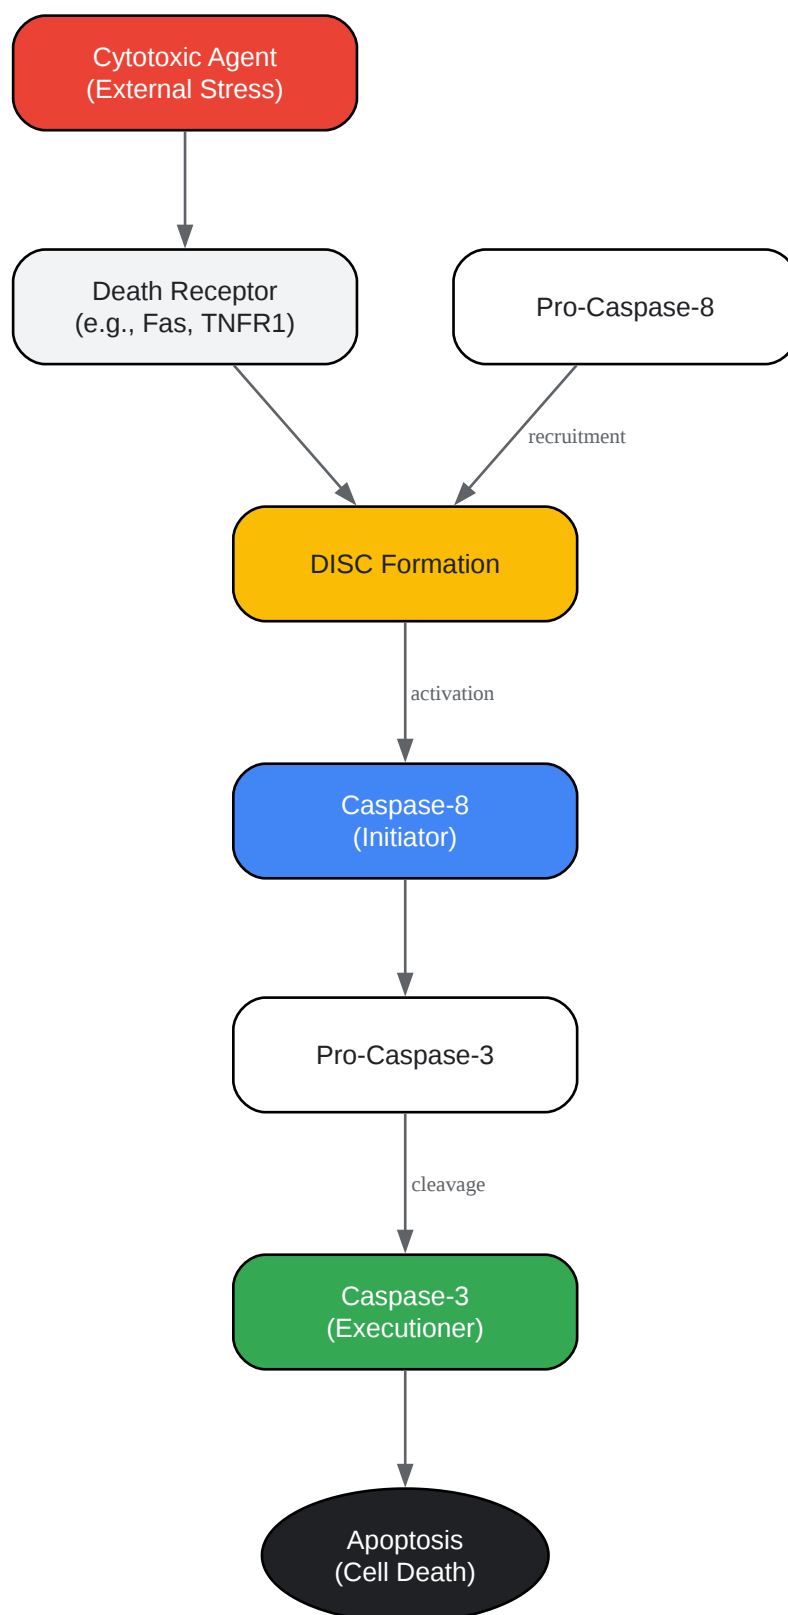 Cytotoxic Agent
(External Stress)
Death Receptor
(e.g., Fas, TNFR1)
Pro-Caspase-8
recruitment
DISC Formation
activation
Caspase-8
(Initiator)
Pro-Caspase-3
cleavage
Caspase-3
(Executioner)
Apoptosis
(Cell Death)